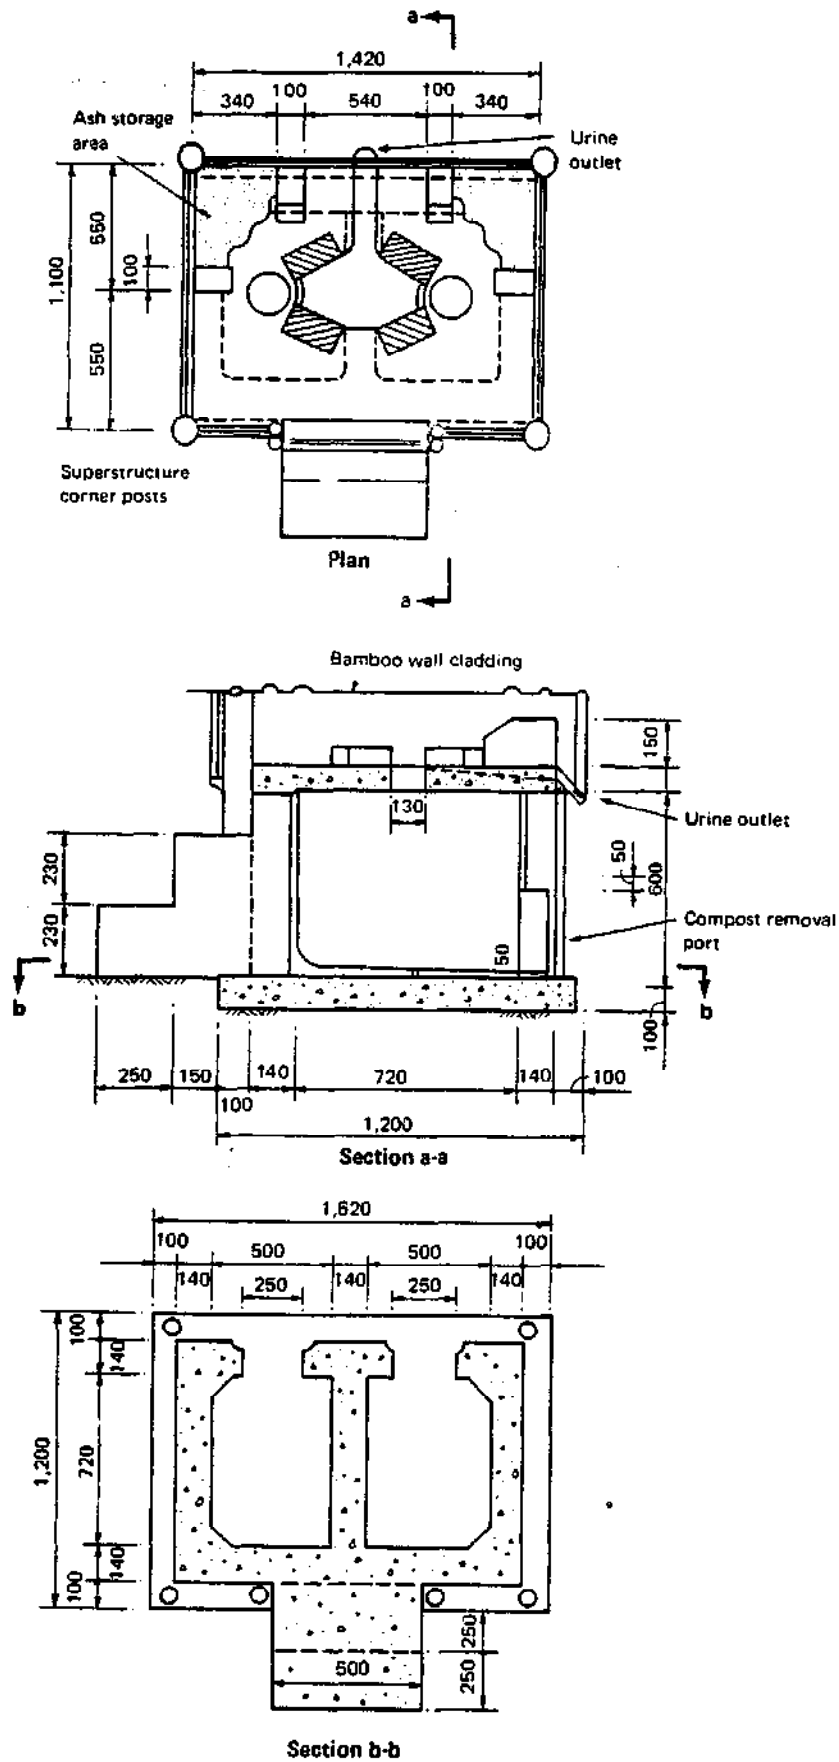 a
1,420
100
100
340
540
340
Ash storage
area
Urine
outlet
550
100
1,100
550
Superstructure
corner posts
Plan
a
Bamboo wall cladding
150
130
Urine outlet
50
600
230
230
Compost removal
port
50
b
b
100
250
150
140
720
140
100
100
1,200
Section a-a
1,620
100
500
500
100
140
250
140
250
140
100
140
1,200
720
140
100
250
500
250
Section b-b